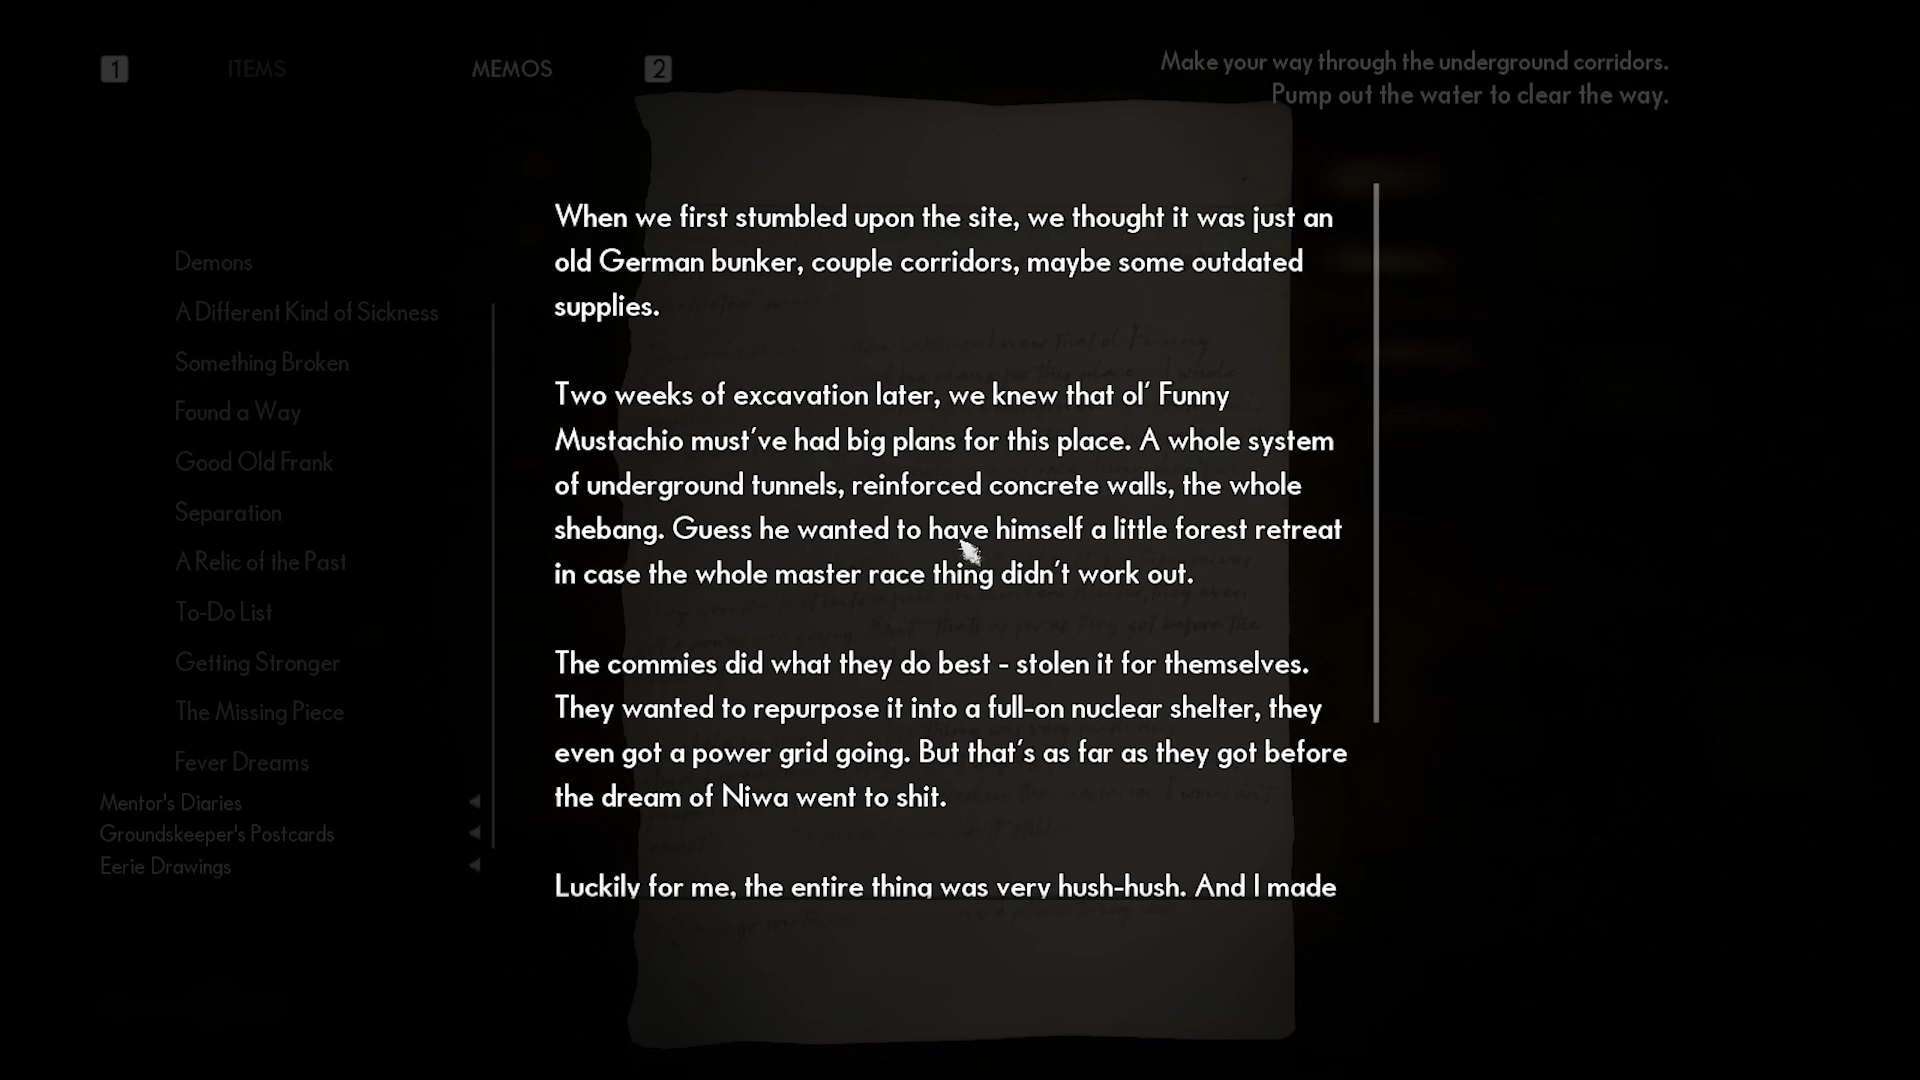 1 ITEMS MEMOS 2
Make your way through the underground corridors.
Pump out the water to clear the way.
Demons
A Different Kind of Sickness
Something Broken
Found a Way
Good Old Frank
Separation
A Relic of the Past
To-Do List
Getting Stronger
The Missing Piece
Fever Dreams
Mentor's Diaries
Groundskeeper's Postcards
Eerie Drawings
When we first stumbled upon the site, we thought it was just an
old German bunker, couple corridors, maybe some outdated
supplies.
Two weeks of excavation later, we knew that ol' Funny
Mustachio must've had big plans for this place. A whole system
of underground tunnels, reinforced concrete walls, the whole
shebang. Guess he wanted to have himself a little forest retreat
in case the whole master race thing didn't work out.
The commies did what they do best - stolen it for themselves.
They wanted to repurpose it into a full-on nuclear shelter, they
even got a power grid going. But that's as far as they got before
the dream of Niwa went to shit.
Luckily for me, the entire thing was very hush-hush. And I made